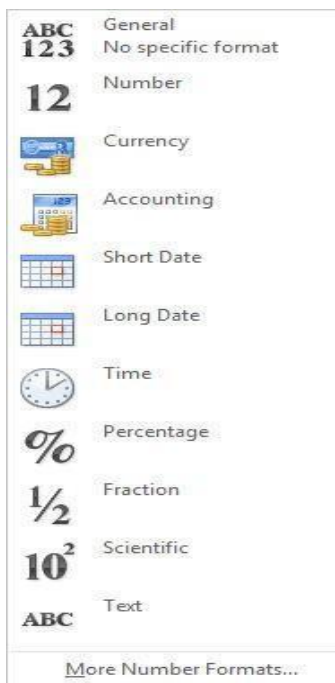 ABC
123
General
No specific format
12
Number
Currency
123
Accounting
Short Date
Long Date
Time
%
Percentage
½
Fraction
10²
Scientific
ABC
Text
More Number Formats...